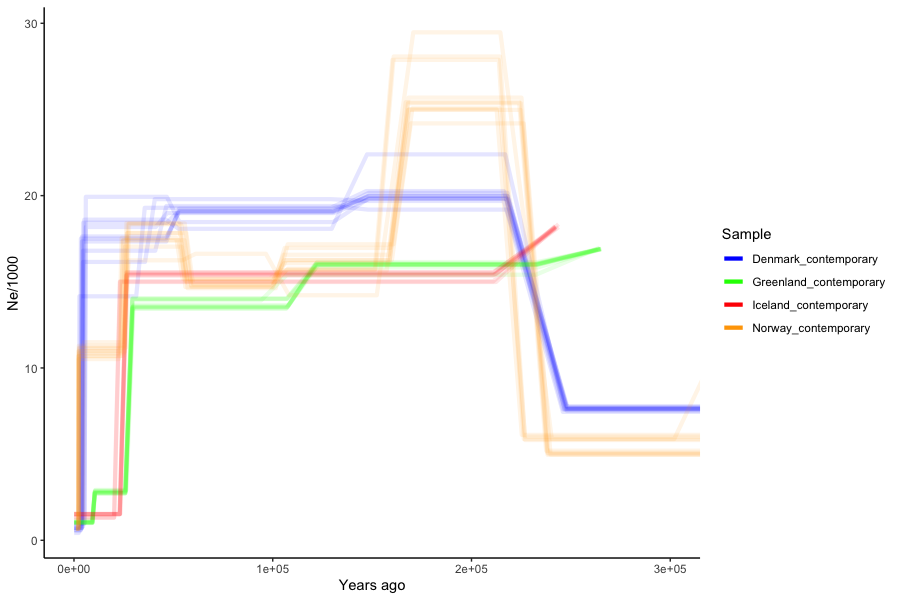 30
20
10
0
Ne/1000
0e+00
1e+05
2e+05
3e+05
Years ago
Sample
Denmark_contemporary
Greenland_contemporary
Iceland_contemporary
Norway_contemporary